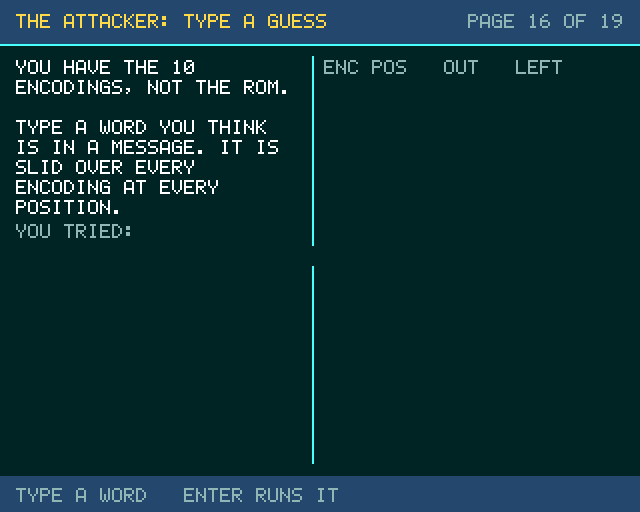 THE ATTACKER: TYPE A GUESS
PAGE 16 OF 19
YOU HAVE THE 10
ENCODINGS, NOT THE ROM.
TYPE A WORD YOU THINK
IS IN A MESSAGE. IT IS
SLID OVER EVERY
ENCODING AT EVERY
POSITION.
YOU TRIED:
ENC POS OUT LEFT
TYPE A WORD ENTER RUNS IT